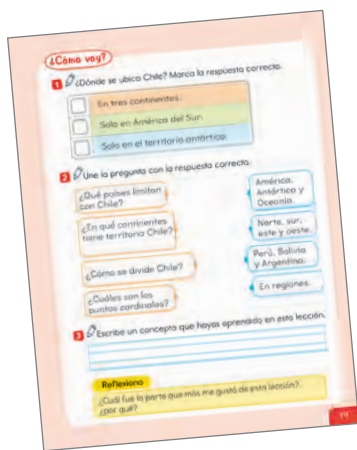 ¿Cómo voy?
1 ¿Dónde se ubica Chile? Marca la respuesta correcta.
En tres continentes.
Solo en América del Sur.
Solo en el territorio antártico.
2 Une la pregunta con la respuesta correcta.
¿Qué países limitan
con Chile?
¿En qué continentes
tiene territorio Chile?
¿Cómo se divide Chile?
¿Cuáles son los
puntos cardinales?
América,
Antártica y
Oceanía.
Norte, sur,
este y oeste.
Perú, Bolivia
y Argentina.
En regiones.
3 Escribe un concepto que hayas aprendido en esta lección.
Reflexiono
¿Cuál fue la parte que más me gustó de esta lección?,
¿por qué?